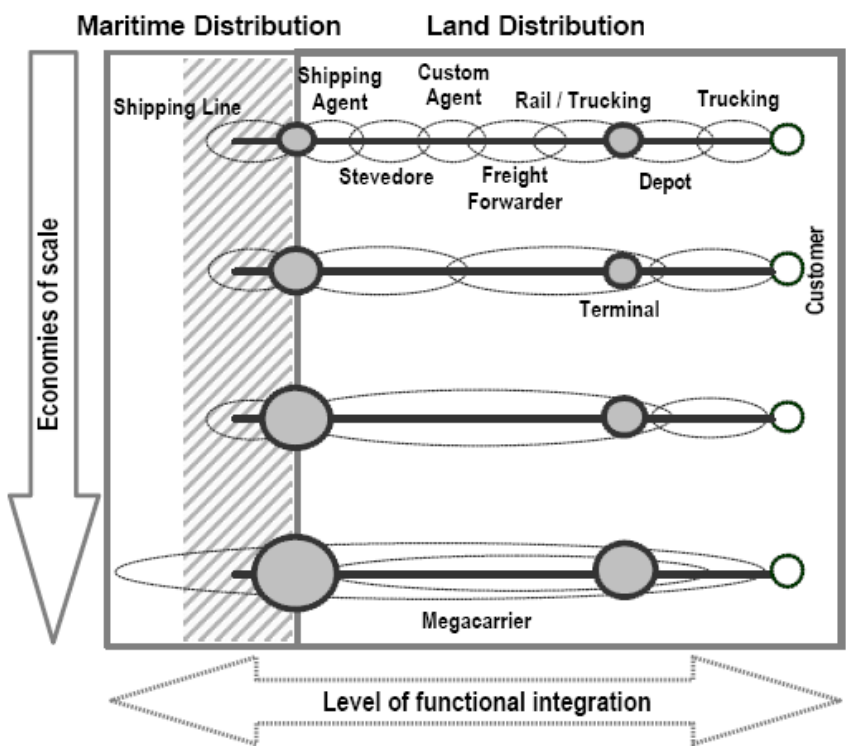 Maritime Distribution
Land Distribution
Shipping Line
Shipping
Agent
Custom
Agent
Rail / Trucking
Trucking
Stevedore
Freight
Forwarder
Depot
Economies of scale
Customer
Terminal
Megacarrier
Level of functional integration